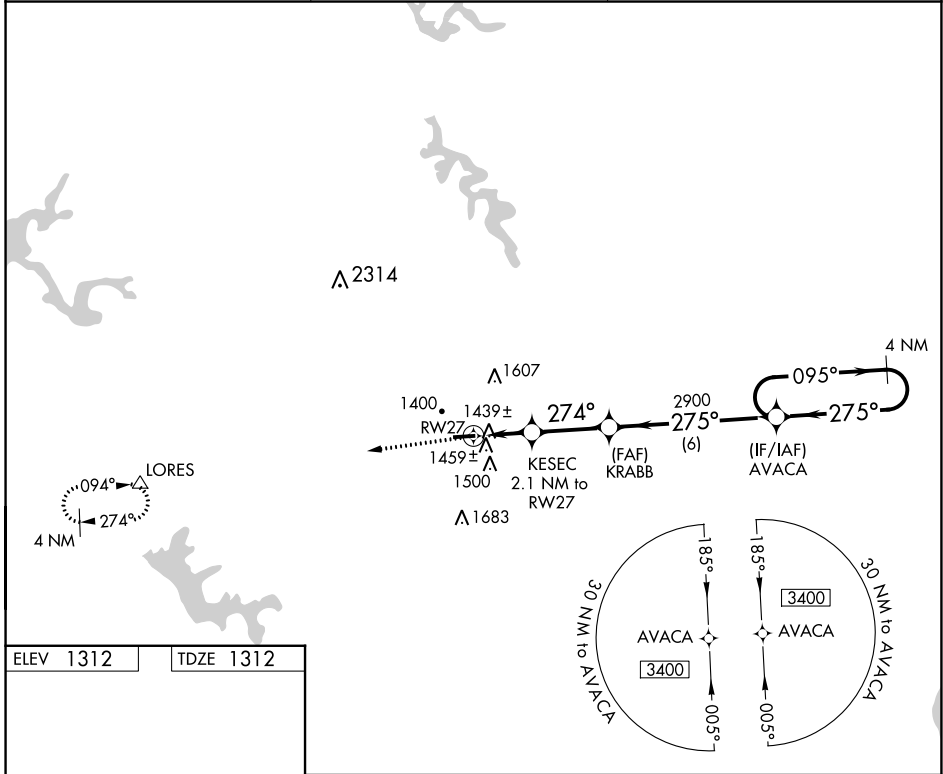 2314
4 NM
1607
095°
1400
1439±
274°
2900
275°
275°
RW27
(6)
1459±
(FAF)
KRABB
(IF/IAF)
AVACA
KESEC
2.1 NM to
RW27
1500
LORES
094°
274°
4 NM
1683
185°
185°
30 NM to AVACA
30 NM to AVACA
3400
AVACA
AVACA
3400
005°
005°
ELEV 1312
TDZE 1312